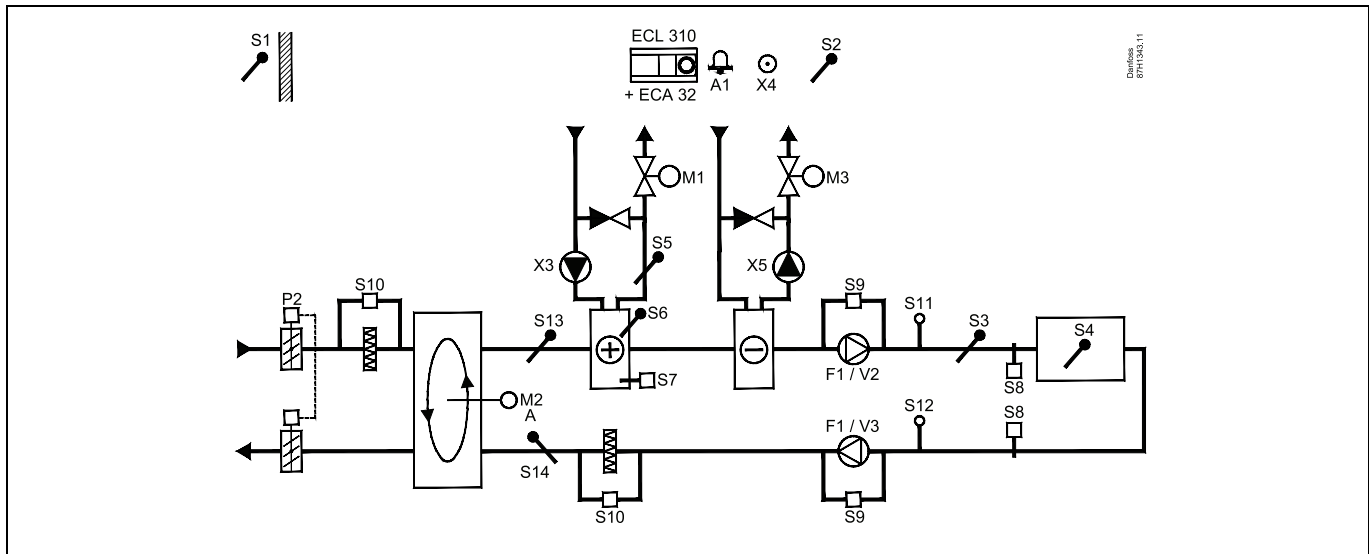 S1
ECL 310
A1
X4
S2
+ ECA 32
Danfoss
87H1343.11
M1
M3
S5
X3
X5
P2
S10
S13
S6
S9
S11
S3
S4
F1 / V2
S7
S8
M2
A
S14
S10
F1 / V3
S12
S8
S9